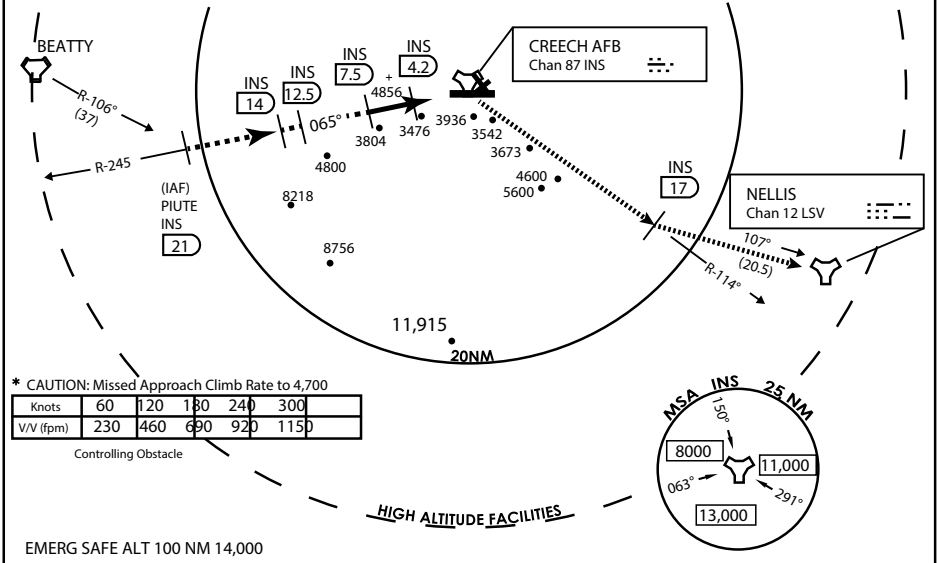 BEATTY
R-106°
(37)
R-245
(IAF)
PIUTE
INS
21
INS
14
INS
12.5
INS
7.5
+
4856
INS
4.2
065°
CREECH AFB
Chan 87 INS
3476
3936
3542
3804
3673
4800
4600
5600
8218
8756
INS
17
NELLIS
Chan 12 LSV
107°
(20.5)
R-114°
11,915
20NM
* CAUTION: Missed Approach Climb Rate to 4,700
Knots 60 120 180 240 300
V/V (fpm) 230 460 690 920 1150
Controlling Obstacle
MSA INS 25 NM
150°
8000
11,000
063°
291°
13,000
HIGH ALTITUDE FACILITIES
EMERG SAFE ALT 100 NM 14,000